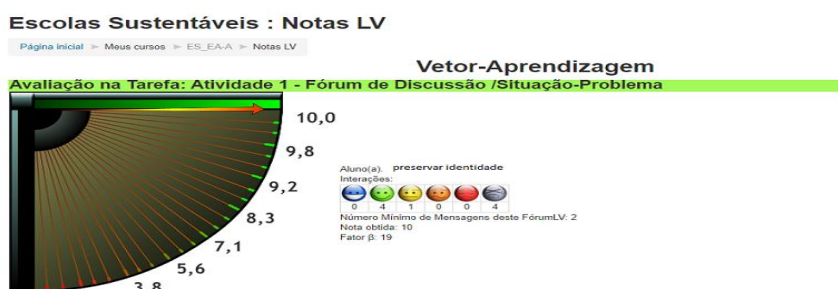 Escolas Sustentáveis : Notas LV
Página inicial ► Meus cursos ► ES_EA-A ► Notas LV
Vetor-Aprendizagem
Avaliação na Tarefa: Atividade 1 - Fórum de Discussão /Situação-Problema
10,0
9,8
9,2
8,3
7,1
5,6
3,8
Aluno(a). preservar identidade
Interações:
0 4 1 0 0 4
Número Mínimo de Mensagens deste FórumLV: 2
Nota obtida: 10
Fator β: 19